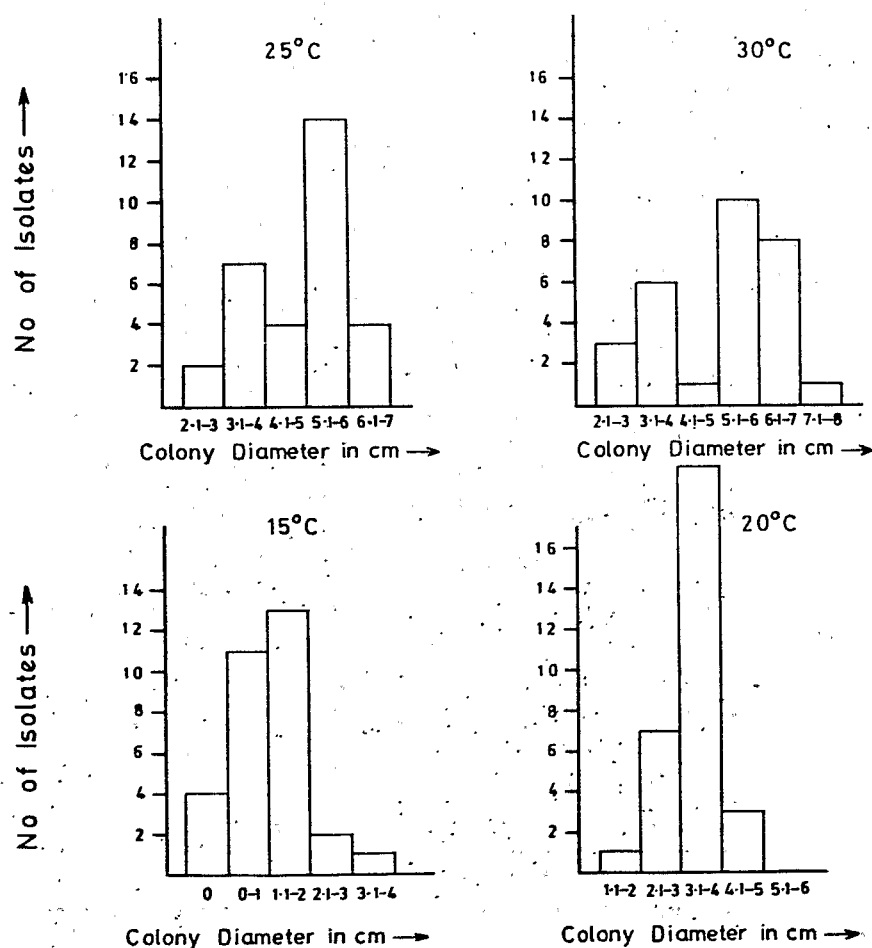 25°C
16
14
12
10
8
6
4
2
No of Isolates
2·1–3 3·1–4 4·1–5 5·1–6 6·1–7
Colony Diameter in cm
30°C
16
14
12
10
8
6
4
2
2·1–3 3·1–4 4·1–5 5·1–6 6·1–7 7·1–8
Colony Diameter in cm
15°C
14
12
10
8
6
4
2
No of Isolates
0 0–1 1·1–2 2·1–3 3·1–4
Colony Diameter in cm
20°C
16
14
12
10
8
6
4
2
1·1–2 2·1–3 3·1–4 4·1–5 5·1–6
Colony Diameter in cm